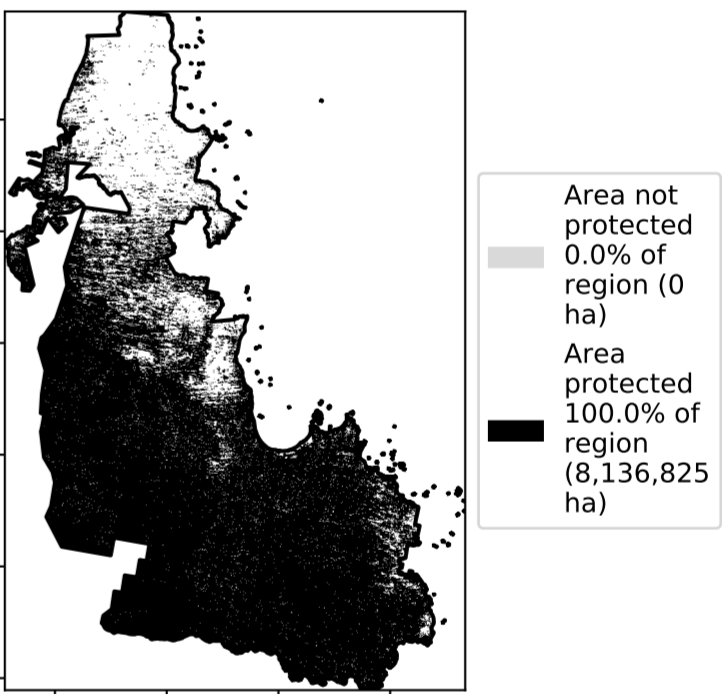 Area not
protected
0.0% of
region (0
ha)
Area
protected
100.0% of
region
(8,136,825
ha)